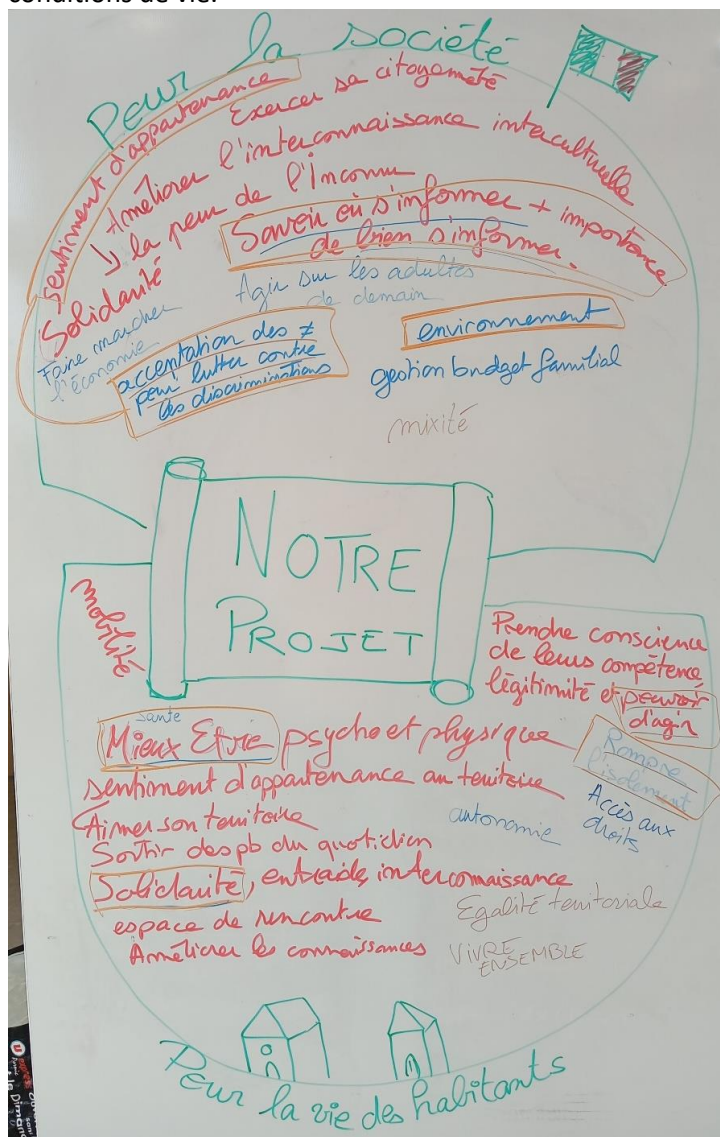 conditions de vie.
Pour la société
sentiment d'appartenance
Exercer sa citoyenneté
Améliorer l'interconnaissance interculturelle
↳ la peur de l'Inconnu
Solidarité
Savoir où s'informer + importance
de bien s'informer.
Agir sur les adultes
de demain
Faire marcher
l'économie
acceptation des ≠
pour lutter contre
les discriminations
environnement
gestion budget familial
mixité
NOTRE
PROJET
mobilité
Prendre conscience
de leurs compétence,
légitimité et pouvoir
d'agir
santé
Mieux Etre psycho et physique
Rompre
l'isolement
sentiment d'appartenance au territoire
Accès aux
droits
Aimer son territoire
autonomie
Sortir des pb du quotidien
Solidarité, entraide, interconnaissance
espace de rencontre
Egalité territoriale
Améliorer les connaissances
VIVRE
ENSEMBLE
Pour la vie des habitants